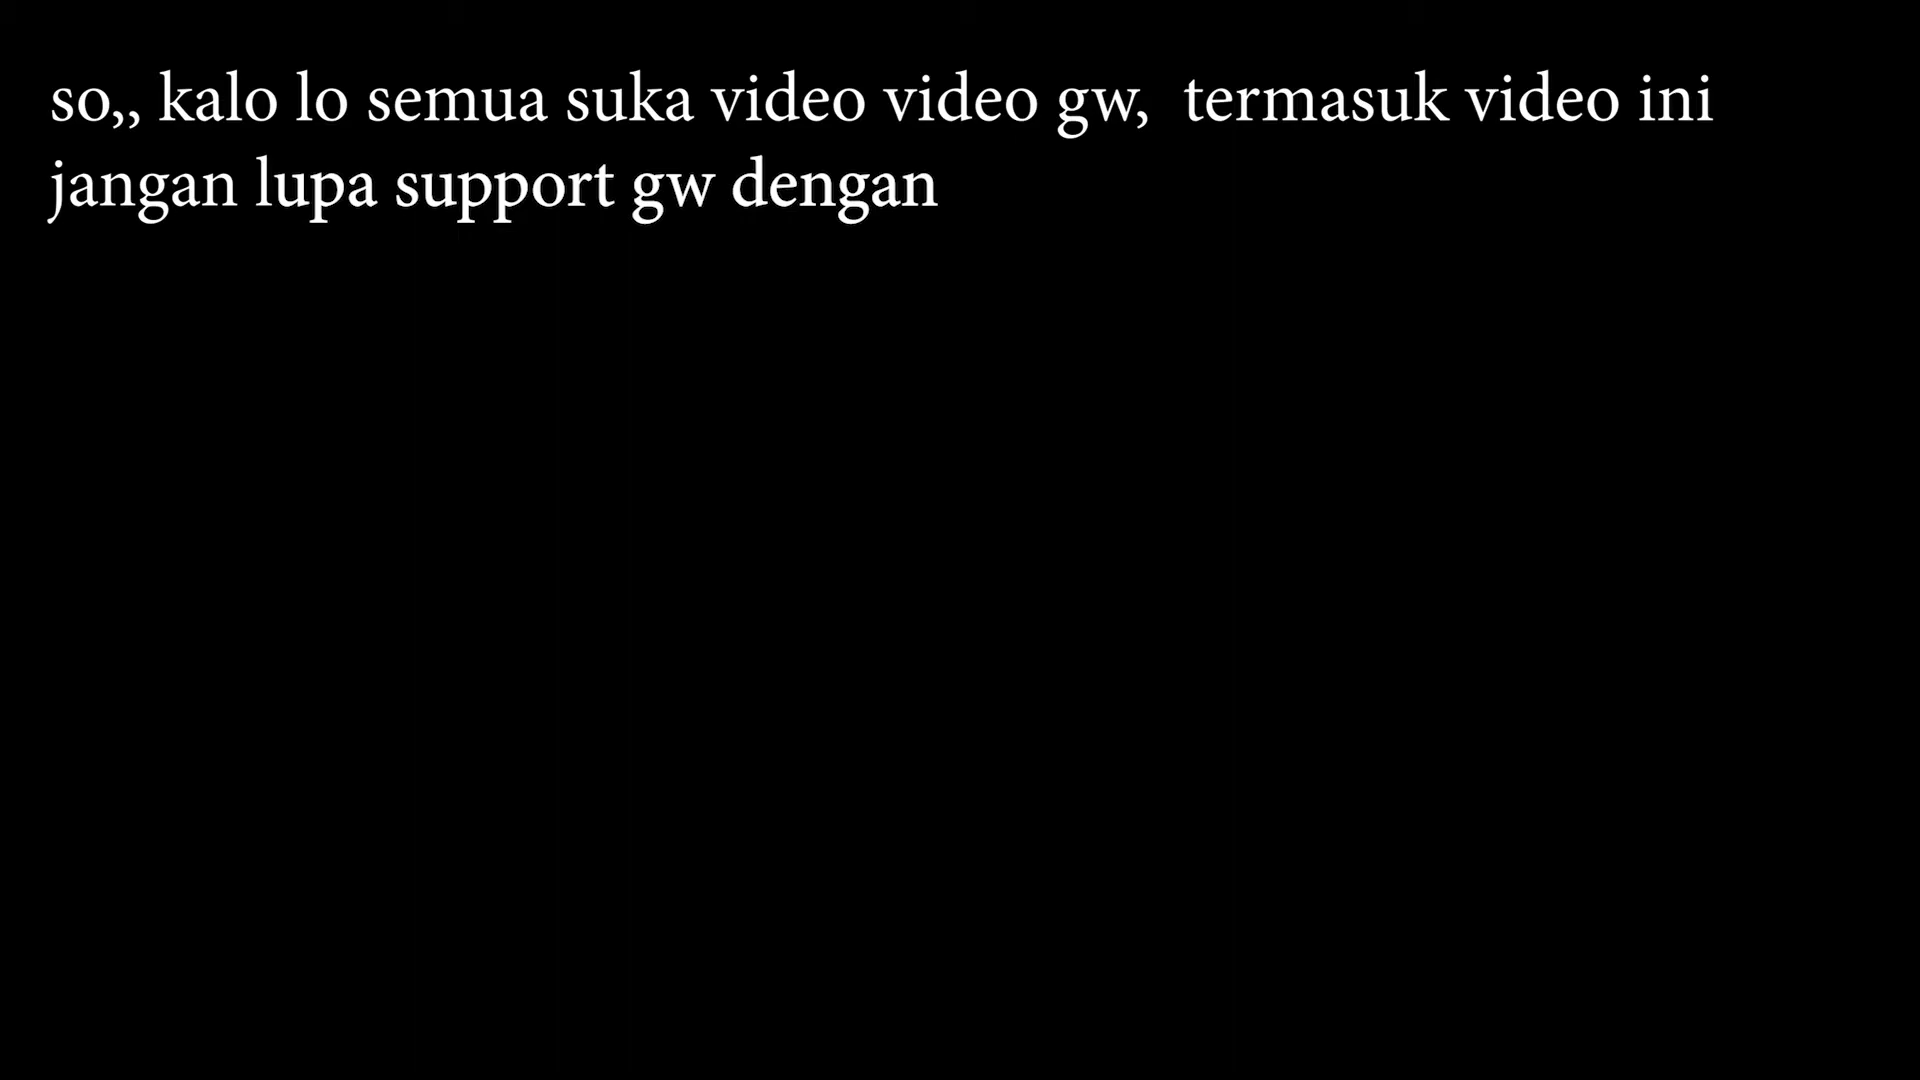 so,, kalo lo semua suka video video gw,  termasuk video ini
jangan lupa support gw dengan